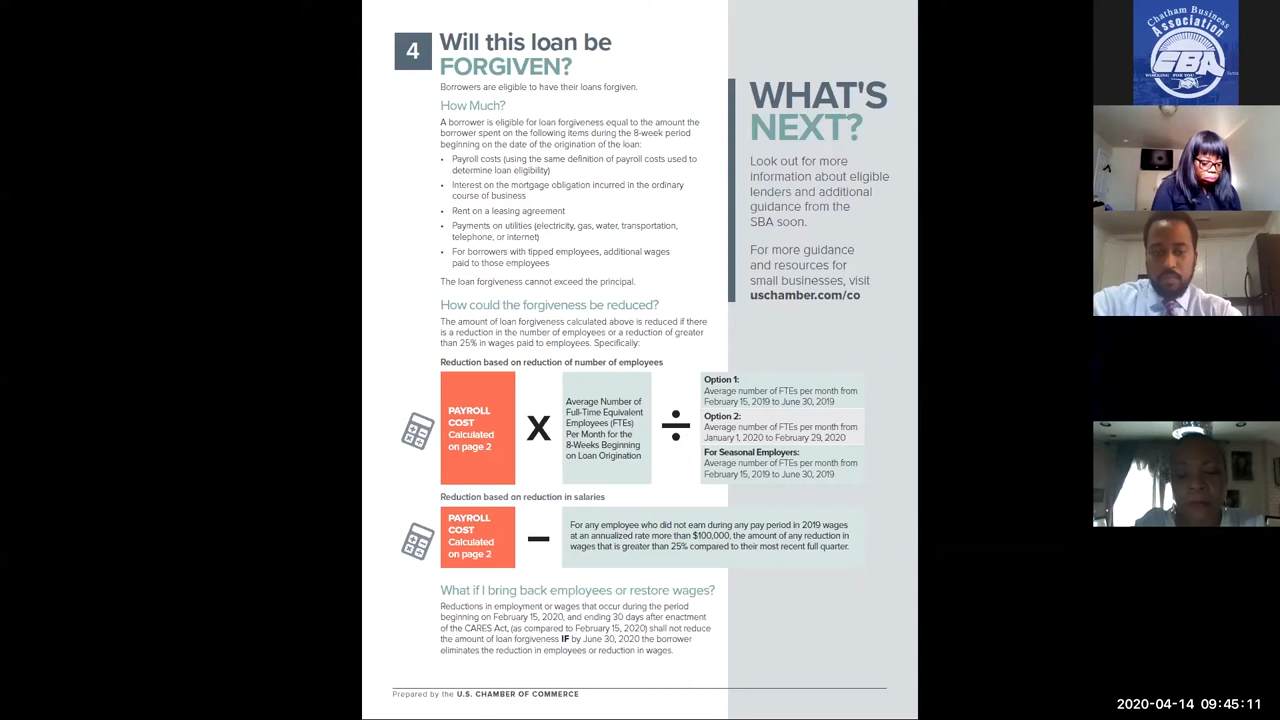 4
Will this loan be
FORGIVEN?
Borrowers are eligible to have their loans forgiven.
How Much?
A borrower is eligible for loan forgiveness equal to the amount the
borrower spent on the following items during the 8-week period
beginning on the date of the origination of the loan:
• Payroll costs (using the same definition of payroll costs used to
determine loan eligibility)
• Interest on the mortgage obligation incurred in the ordinary
course of business
• Rent on a leasing agreement
• Payments on utilities (electricity, gas, water, transportation,
telephone, or internet)
• For borrowers with tipped employees, additional wages
paid to those employees
The loan forgiveness cannot exceed the principal.
How could the forgiveness be reduced?
The amount of loan forgiveness calculated above is reduced if there
is a reduction in the number of employees or a reduction of greater
than 25% in wages paid to employees. Specifically:
Reduction based on reduction of number of employees
PAYROLL
COST
Calculated
on page 2
X
Average Number of
Full-Time Equivalent
Employees (FTEs)
Per Month for the
8-Weeks Beginning
on Loan Origination
÷
Option 1:
Average number of FTEs per month from
February 15, 2019 to June 30, 2019
Option 2:
Average number of FTEs per month from
January 1, 2020 to February 29, 2020
For Seasonal Employers:
Average number of FTEs per month from
February 15, 2019 to June 30, 2019
Reduction based on reduction in salaries
PAYROLL
COST
Calculated
on page 2
–
For any employee who did not earn during any pay period in 2019 wages
at an annualized rate more than $100,000, the amount of any reduction in
wages that is greater than 25% compared to their most recent full quarter.
What if I bring back employees or restore wages?
Reductions in employment or wages that occur during the period
beginning on February 15, 2020, and ending 30 days after enactment
of the CARES Act, (as compared to February 15, 2020) shall not reduce
the amount of loan forgiveness IF by June 30, 2020 the borrower
eliminates the reduction in employees or reduction in wages.
Prepared by the U.S. CHAMBER OF COMMERCE
WHAT'S
NEXT?
Look out for more
information about eligible
lenders and additional
guidance from the
SBA soon.
For more guidance
and resources for
small businesses, visit
uschamber.com/co
Chatham Business
Association
CBA
WORKING FOR YOU
2020-04-14 09:45:11